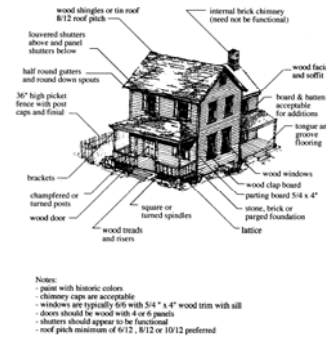 wood shingles or tin roof
8/12 roof pitch
internal brick chimney
(need not be functional)
louvered shutters
above and panel
shutters below
half round gutters
and round down spouts
36" high picket
fence with post
caps and finial
wood faci
and soffit
board & batten
acceptable
for additions
tongue an
groove
flooring
brackets
champfered or
turned posts
wood door
wood treads
and risers
square or
turned spindles
wood windows
wood clap board
parting board 5/4 x 4"
stone, brick or
parged foundation
lattice
Notes:
- paint with historic colors
- chimney caps are acceptable
- windows are typically 6/6 with 5/4 " x 4" wood trim with sill
- doors should be wood with 4 or 6 panels
- shutters should appear to be functional
- roof pitch minimum of 6/12 , 8/12 or 10/12 preferred